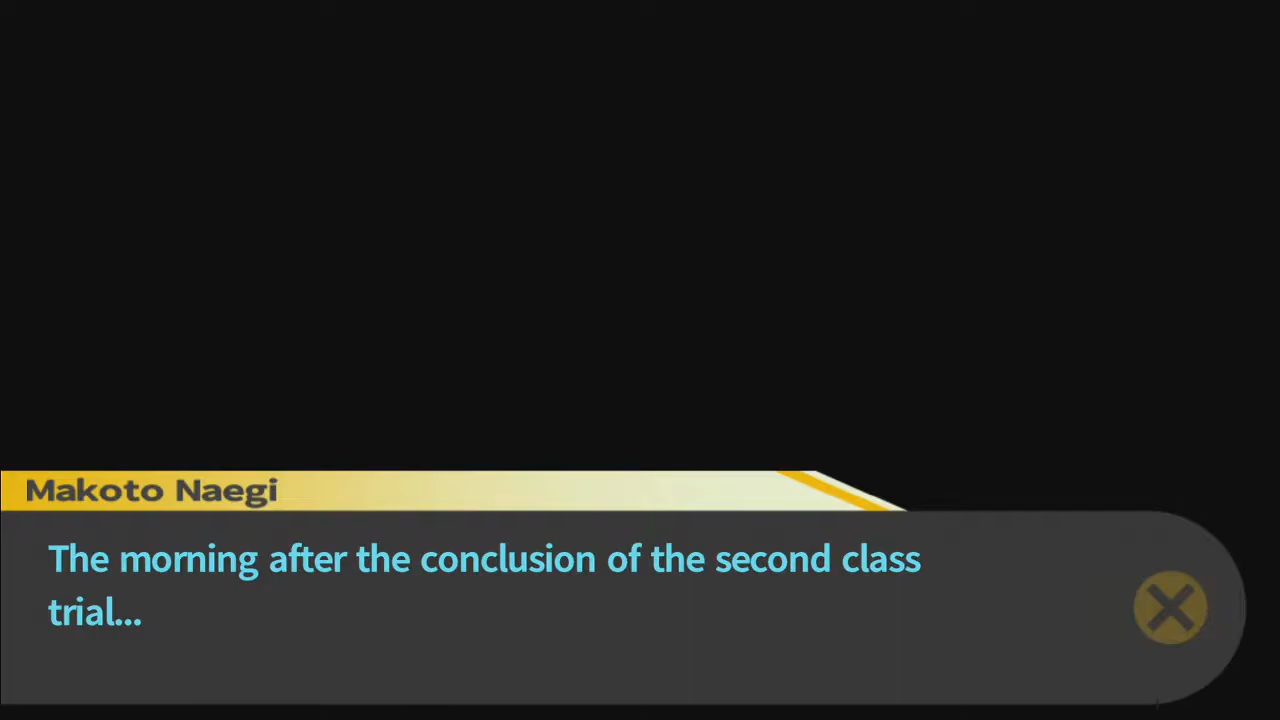 Makoto Naegi
The morning after the conclusion of the second class
trial...